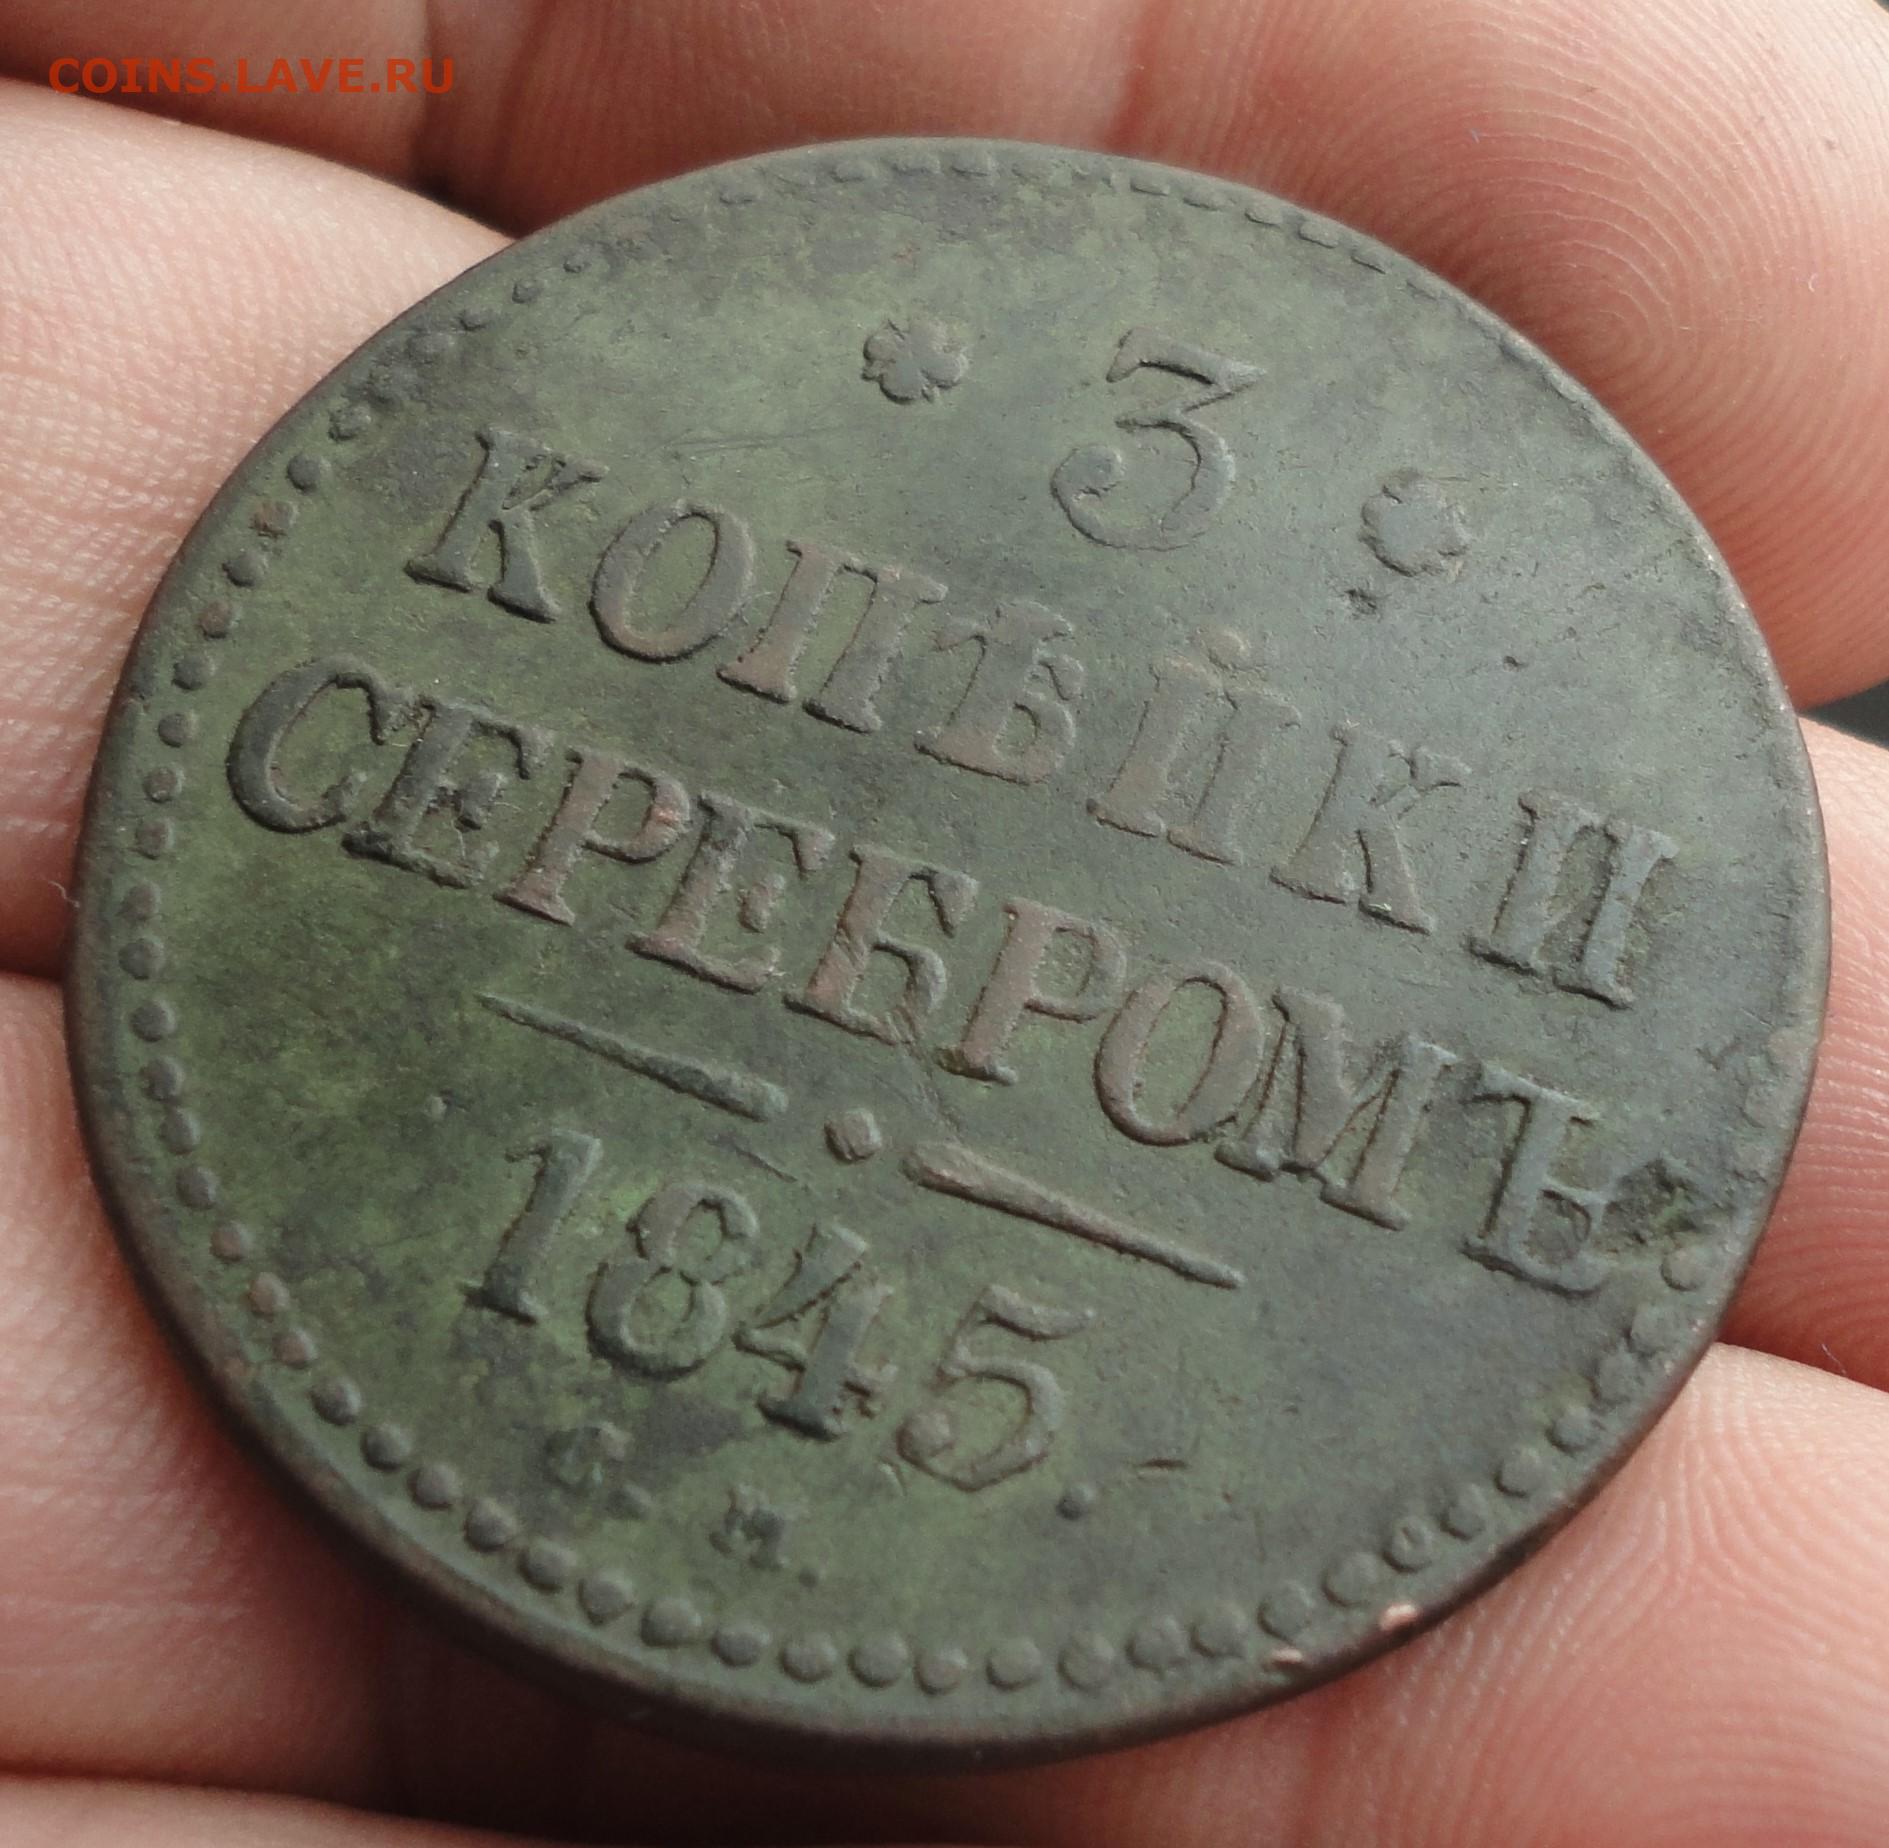 COINS.LAVE.RU
* 3 *
КОПѢЙКИ
СЕРЕБРОМЪ
1845.
С. М.